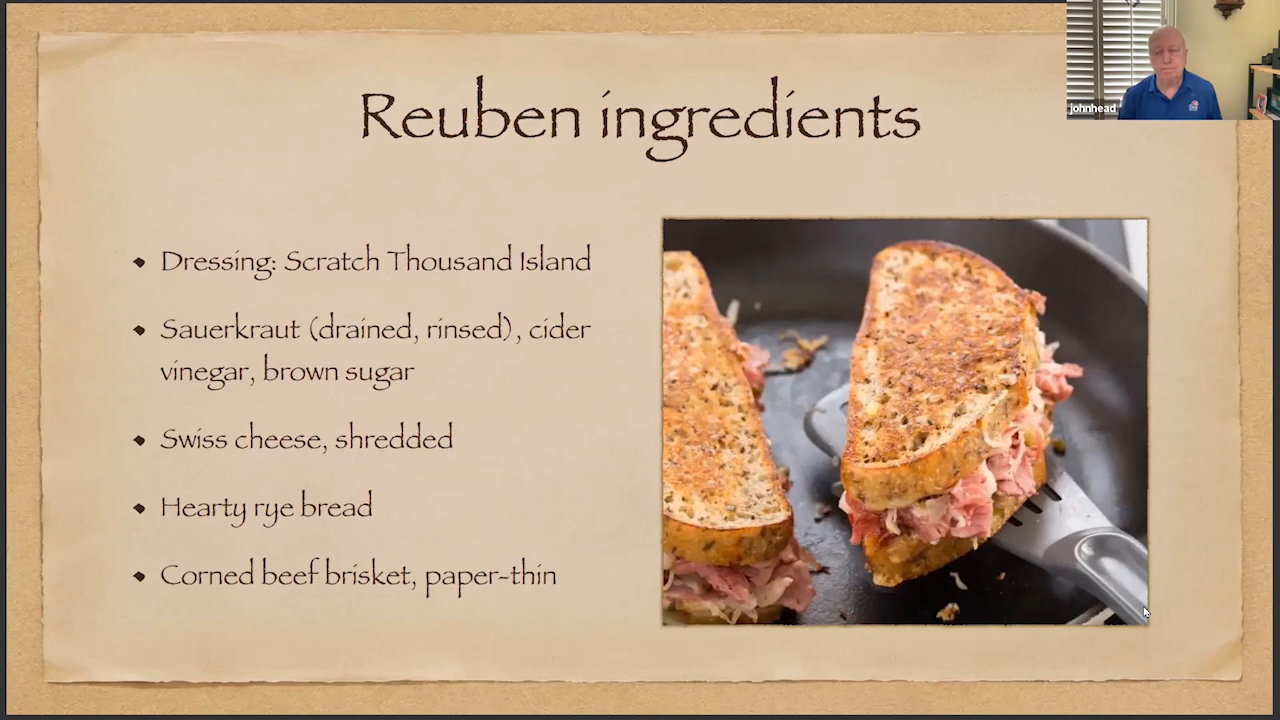 johnhead
Reuben ingredients
Dressing: Scratch Thousand Island
Sauerkraut (drained, rinsed), cider
vinegar, brown sugar
Swiss cheese, shredded
Hearty rye bread
Corned beef brisket, paper-thin